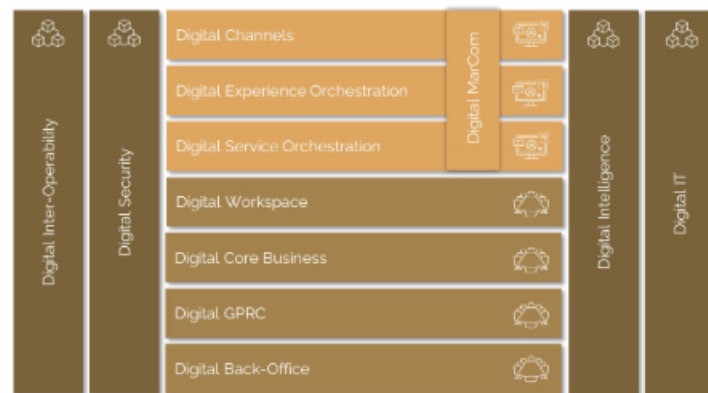 Digital Inter-Operability
Digital Security
Digital Channels
Digital Experience Orchestration
Digital Service Orchestration
Digital MarCom
Digital Workspace
Digital Core Business
Digital GPRC
Digital Back-Office
Digital Intelligence
Digital IT